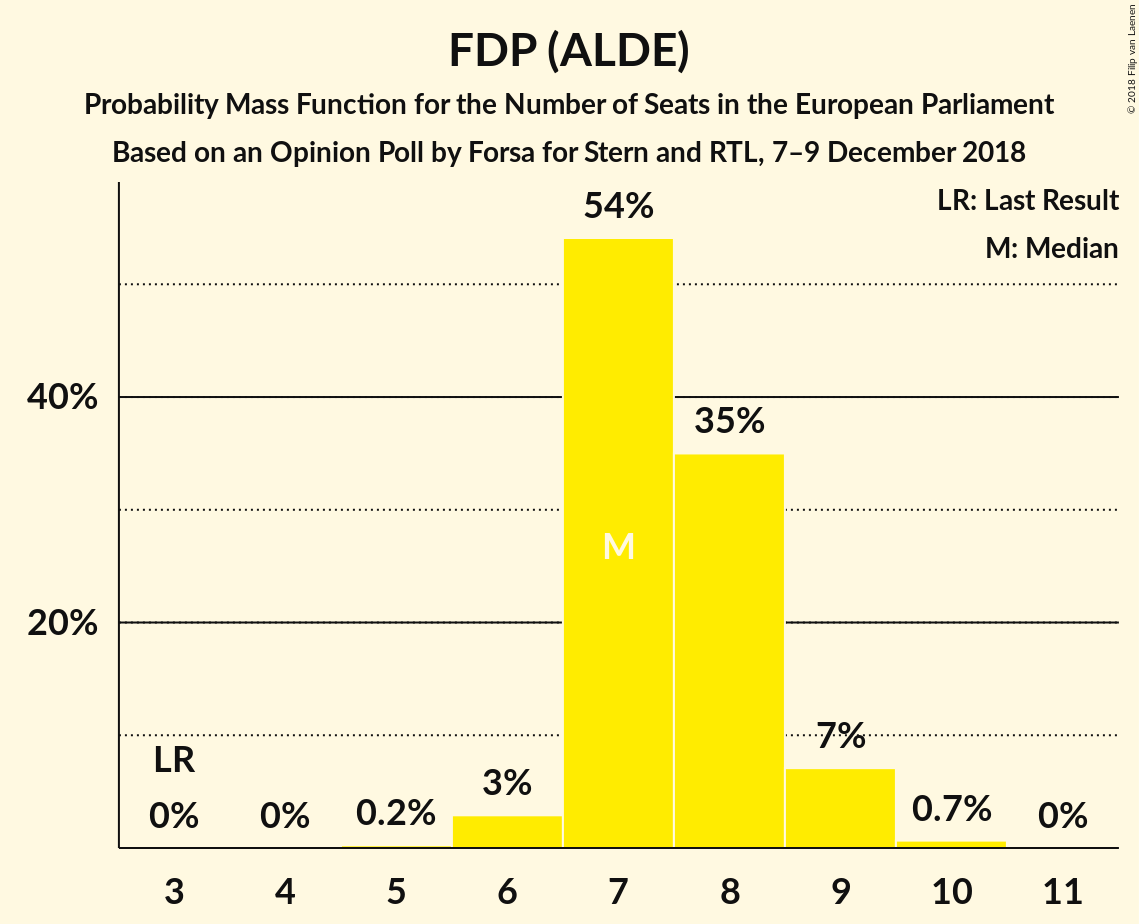 FDP (ALDE)
Probability Mass Function for the Number of Seats in the European Parliament
Based on an Opinion Poll by Forsa for Stern and RTL, 7–9 December 2018
© 2018 Filip van Laenen
LR: Last Result
M: Median
54%
40%
35%
M
20%
7%
LR
3%
0%
0%
0.2%
0.7%
0%
3 4 5 6 7 8 9 10 11